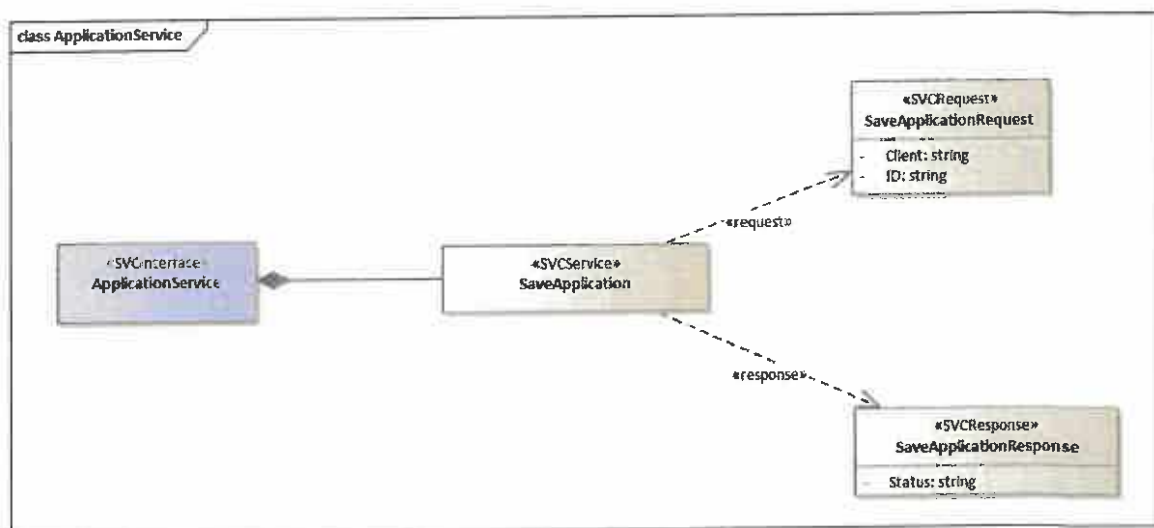 class ApplicationService
«SVCRequest»
SaveApplicationRequest
- Client: string
- ID: string
«request»
«SVCInterface»
ApplicationService
«SVCService»
SaveApplication
«response»
«SVCResponse»
SaveApplicationResponse
- Status: string